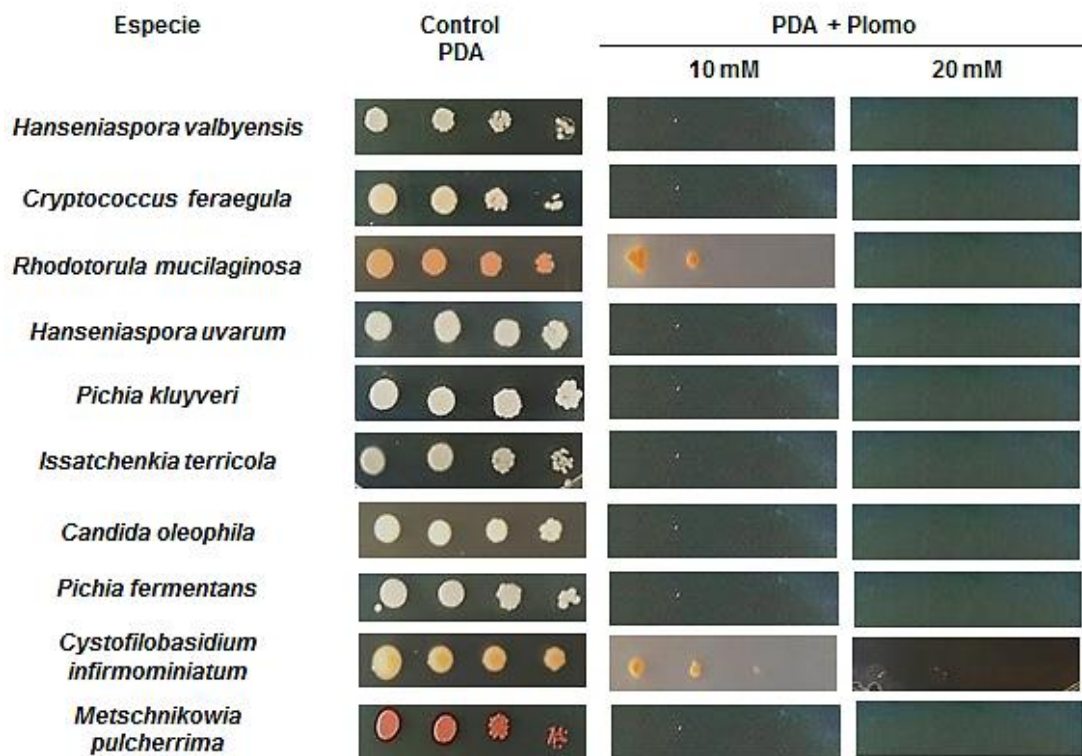 Especie
Control
PDA
PDA + Plomo
10 mM
20 mM
Hanseniaspora valbyensis
Cryptococcus feraegula
Rhodotorula mucilaginosa
Hanseniaspora uvarum
Pichia kluyveri
Issatchenkia terricola
Candida oleophila
Pichia fermentans
Cystofilobasidium
infirmominiatum
Metschnikowia
pulcherrima